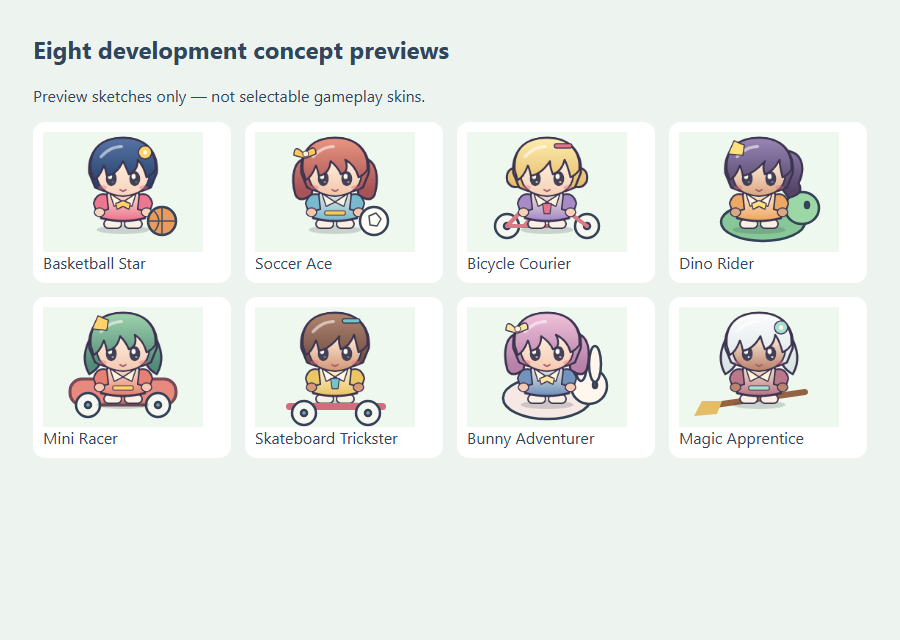 Eight development concept previews
Preview sketches only — not selectable gameplay skins.
Basketball Star
Soccer Ace
Bicycle Courier
Dino Rider
Mini Racer
Skateboard Trickster
Bunny Adventurer
Magic Apprentice